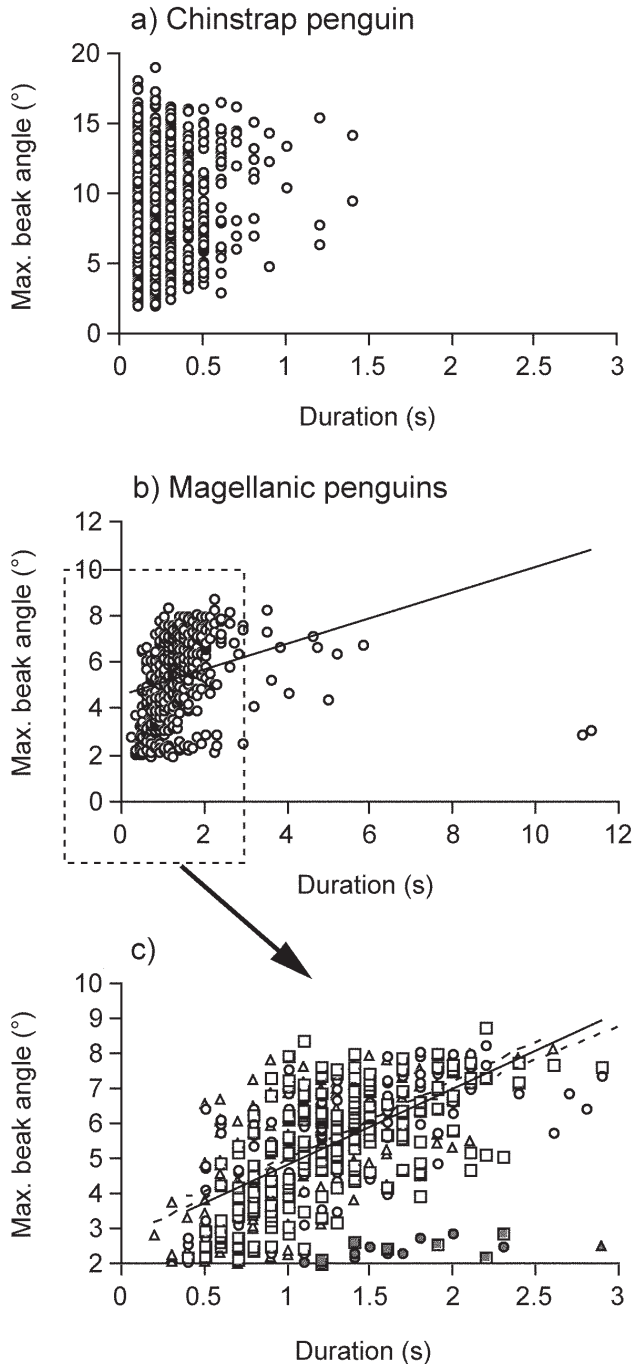 a) Chinstrap penguin
20
15
10
5
0
Max. beak angle (°)
0 0.5 1 1.5 2 2.5 3
Duration (s)
b) Magellanic penguins
12
10
8
6
4
2
0
Max. beak angle (°)
0 2 4 6 8 10 12
Duration (s)
c)
10
9
8
7
6
5
4
3
2
Max. beak angle (°)
0 0.5 1 1.5 2 2.5 3
Duration (s)